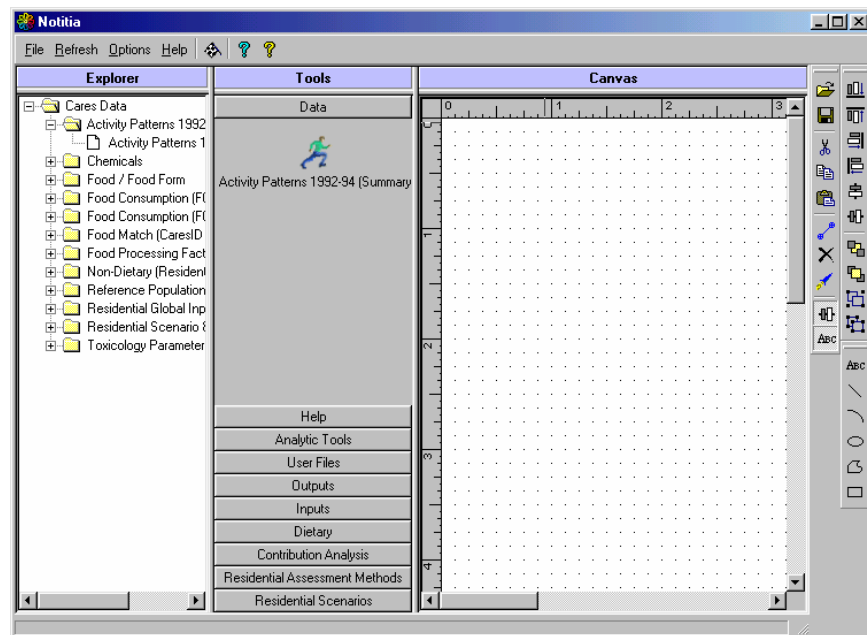 Notitia
File Refresh Options Help
Explorer
Cares Data
Activity Patterns 1992
Activity Patterns 1
Chemicals
Food / Food Form
Food Consumption (F
Food Consumption (F
Food Match (CaresID
Food Processing Fact
Non-Dietary (Resident
Reference Population
Residential Global Inp
Residential Scenario &
Toxicology Parameter
Tools
Data
Activity Patterns 1992-94 (Summary
Help
Analytic Tools
User Files
Outputs
Inputs
Dietary
Contribution Analysis
Residential Assessment Methods
Residential Scenarios
Canvas
0 1 2 3
1
2
3
4
ABC
ABC